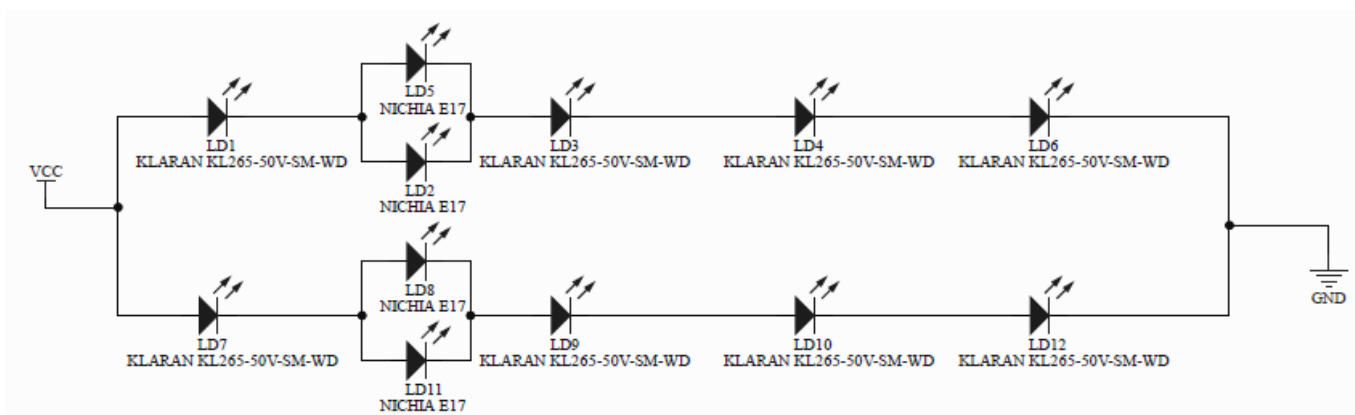 LD5
NICHIA E17
LD1
KLARAN KL265-50V-SM-WD
LD3
KLARAN KL265-50V-SM-WD
LD4
KLARAN KL265-50V-SM-WD
LD6
KLARAN KL265-50V-SM-WD
VCC
LD2
NICHIA E17
LD8
NICHIA E17
GND
LD7
KLARAN KL265-50V-SM-WD
LD9
KLARAN KL265-50V-SM-WD
LD10
KLARAN KL265-50V-SM-WD
LD12
KLARAN KL265-50V-SM-WD
LD11
NICHIA E17